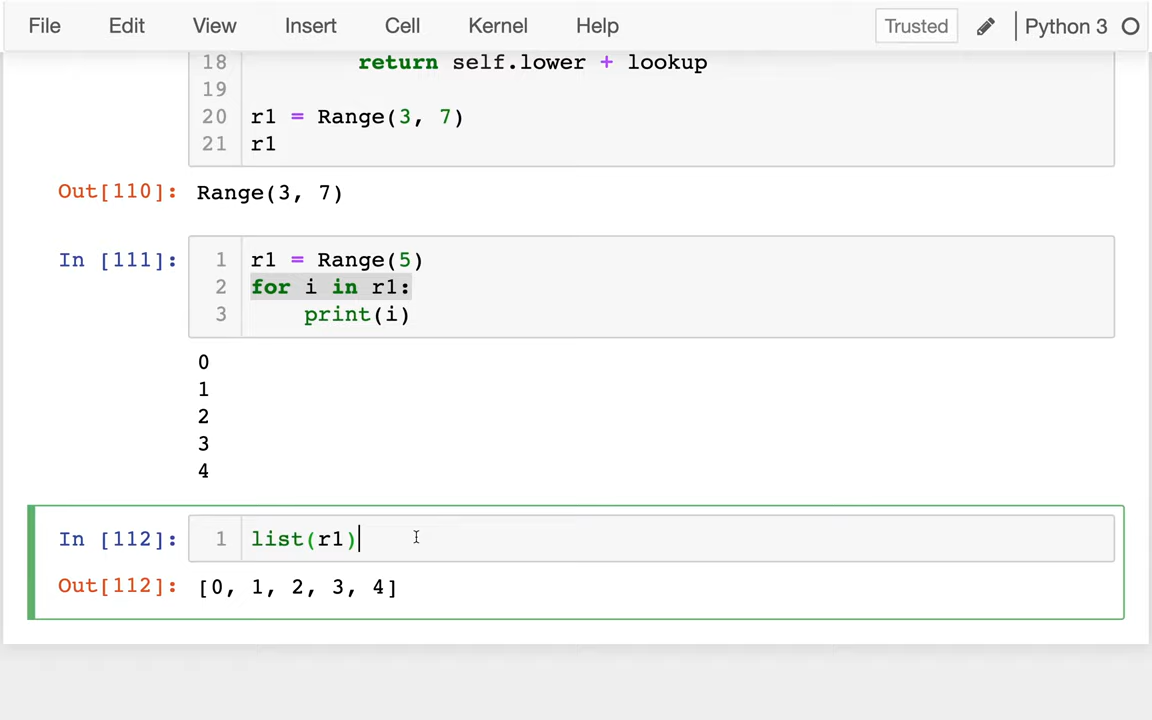 File Edit View Insert Cell Kernel Help Trusted Python 3
18 return self.lower + lookup
19
20 r1 = Range(3, 7)
21 r1
Out[110]: Range(3, 7)
In [111]: 1 r1 = Range(5)
2 for i in r1:
3 print(i)
0
1
2
3
4
In [112]: 1 list(r1)
Out[112]: [0, 1, 2, 3, 4]